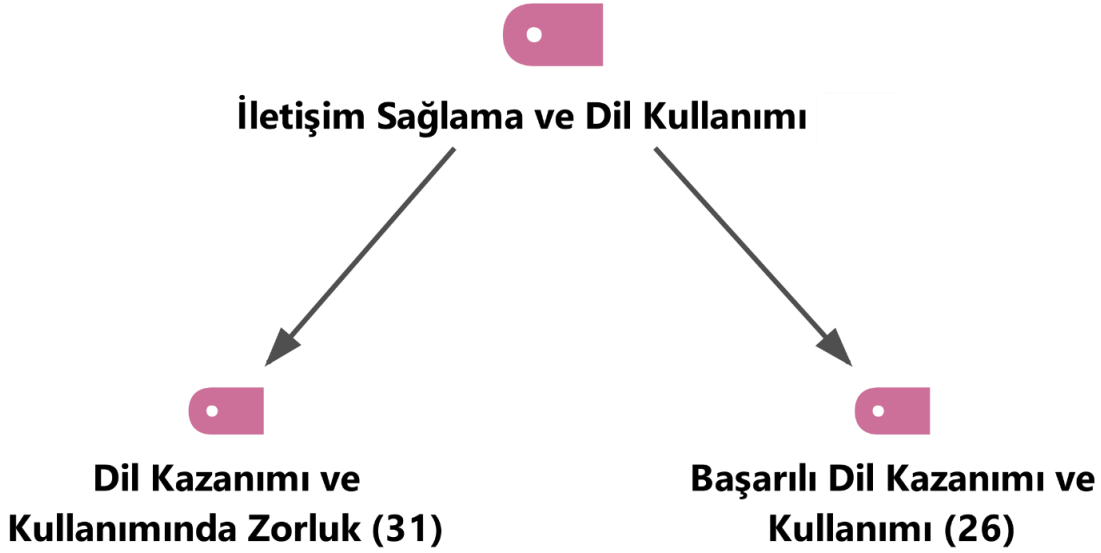 İletişim Sağlama ve Dil Kullanımı
Dil Kazanımı ve
Kullanımında Zorluk (31)
Başarılı Dil Kazanımı ve
Kullanımı (26)